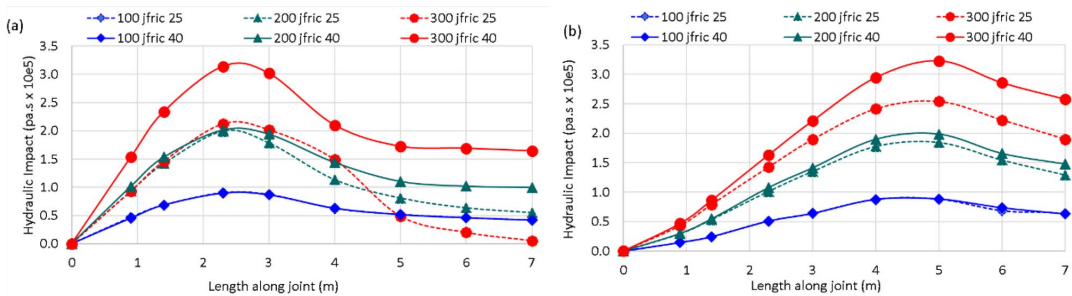 (a)
100 jfric 25 200 jfric 25 300 jfric 25
100 jfric 40 200 jfric 40 300 jfric 40
Hydraulic Impact (pa.s x 10e5)
3.5
3.0
2.5
2.0
1.5
1.0
0.5
0.0
0 1 2 3 4 5 6 7
Length along joint (m)
(b)
100 jfric 25 200 jfric 25 300 jfric 25
100 jfric 40 200 jfric 40 300 jfric 40
Hydraulic Impact (pa.s x 10e5)
3.5
3.0
2.5
2.0
1.5
1.0
0.5
0.0
0 1 2 3 4 5 6 7
Length along joint (m)